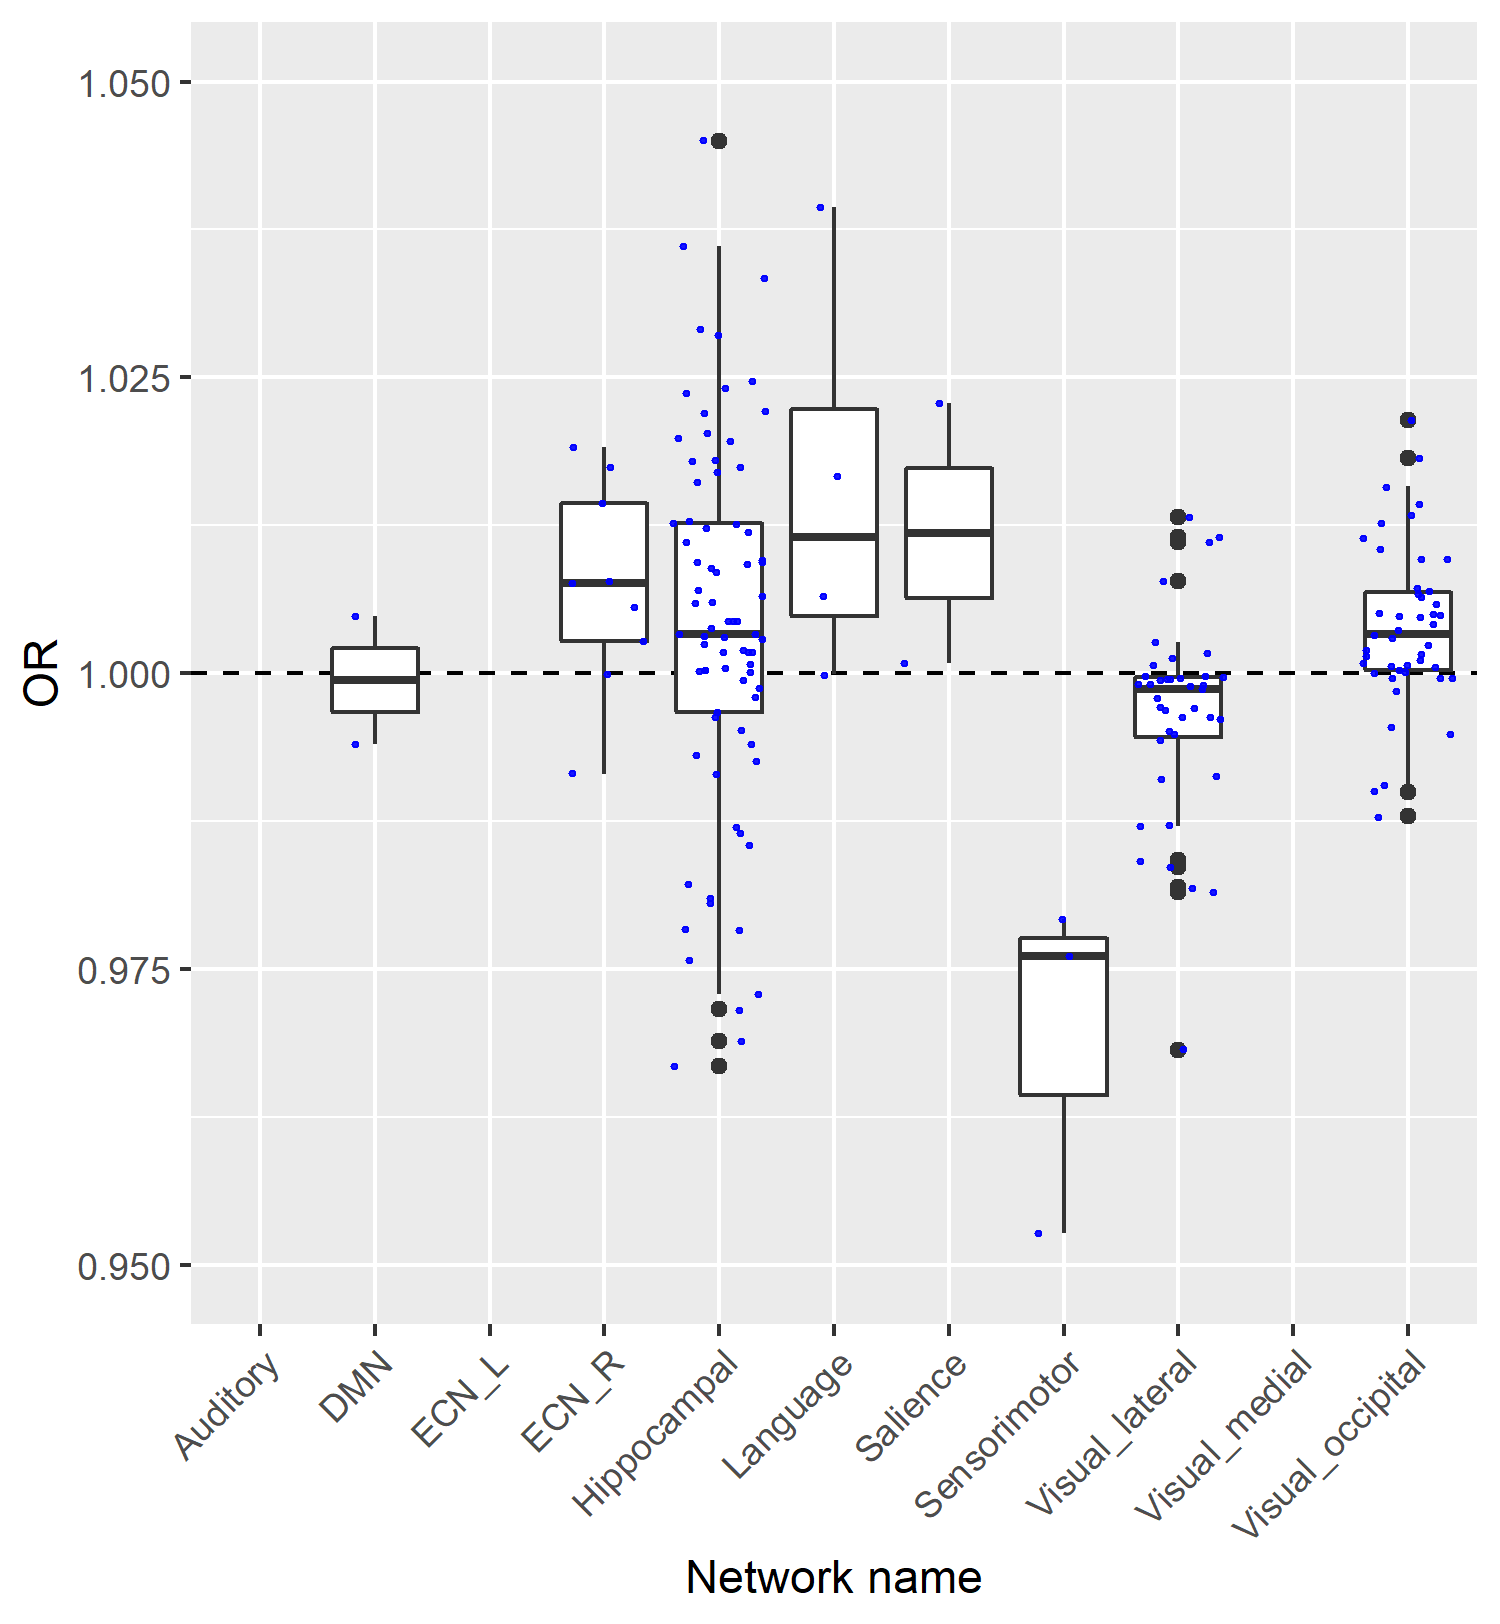 OR
1.050
1.025
1.000
0.975
0.950
Auditory
DMN
ECN_L
ECN_R
Hippocampal
Language
Salience
Sensorimotor
Visual_lateral
Visual_medial
Visual_occipital
Network name